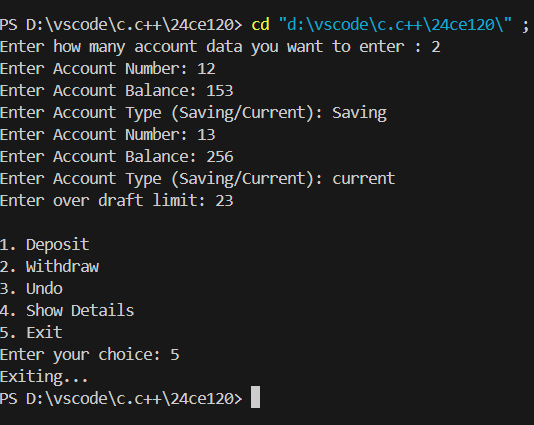 PS D:\vscode\c.c++\24ce120> cd "d:\vscode\c.c++\24ce120\" ;
Enter how many account data you want to enter : 2
Enter Account Number: 12
Enter Account Balance: 153
Enter Account Type (Saving/Current): Saving
Enter Account Number: 13
Enter Account Balance: 256
Enter Account Type (Saving/Current): current
Enter over draft limit: 23
1. Deposit
2. Withdraw
3. Undo
4. Show Details
5. Exit
Enter your choice: 5
Exiting...
PS D:\vscode\c.c++\24ce120>